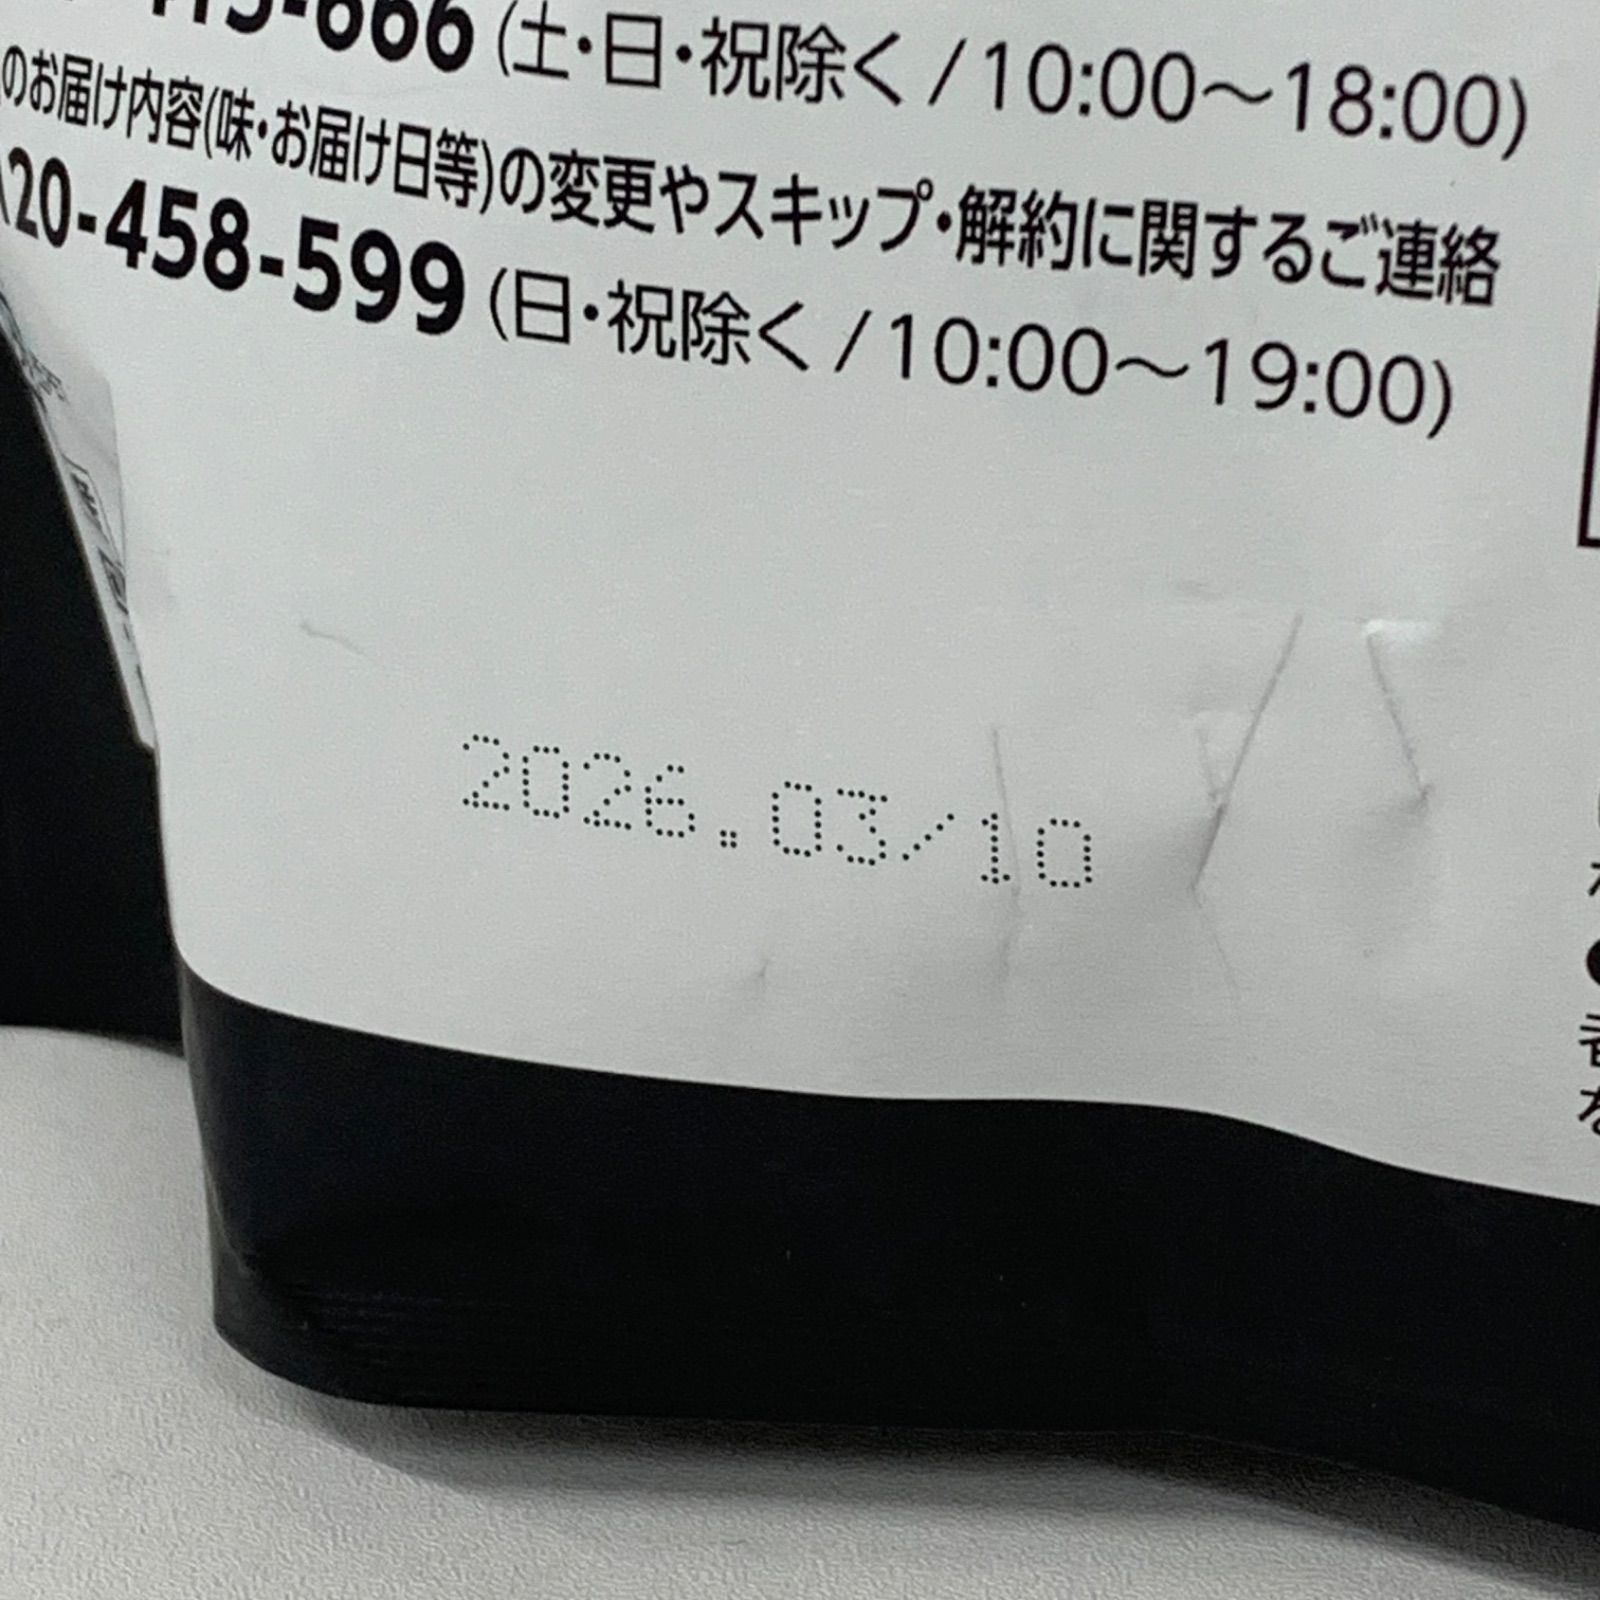 -666 (土・日・祝除く/10:00～18:00)
のお届け内容(味・お届け日等)の変更やスキップ・解約に関するご連絡
20-458-599 (日・祝除く/10:00～19:00)
2026.03/10